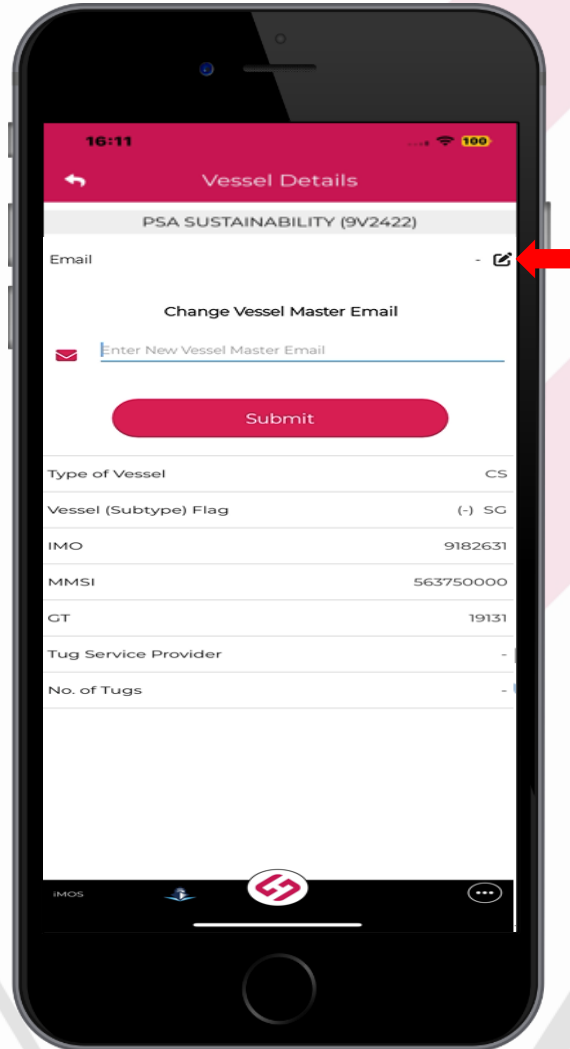 16:11 100
Vessel Details
PSA SUSTAINABILITY (9V2422)
Email -
Change Vessel Master Email
Enter New Vessel Master Email
Submit
Type of Vessel CS
Vessel (Subtype) Flag (-) SG
IMO 9182631
MMSI 563750000
GT 19131
Tug Service Provider -
No. of Tugs -
iMOS